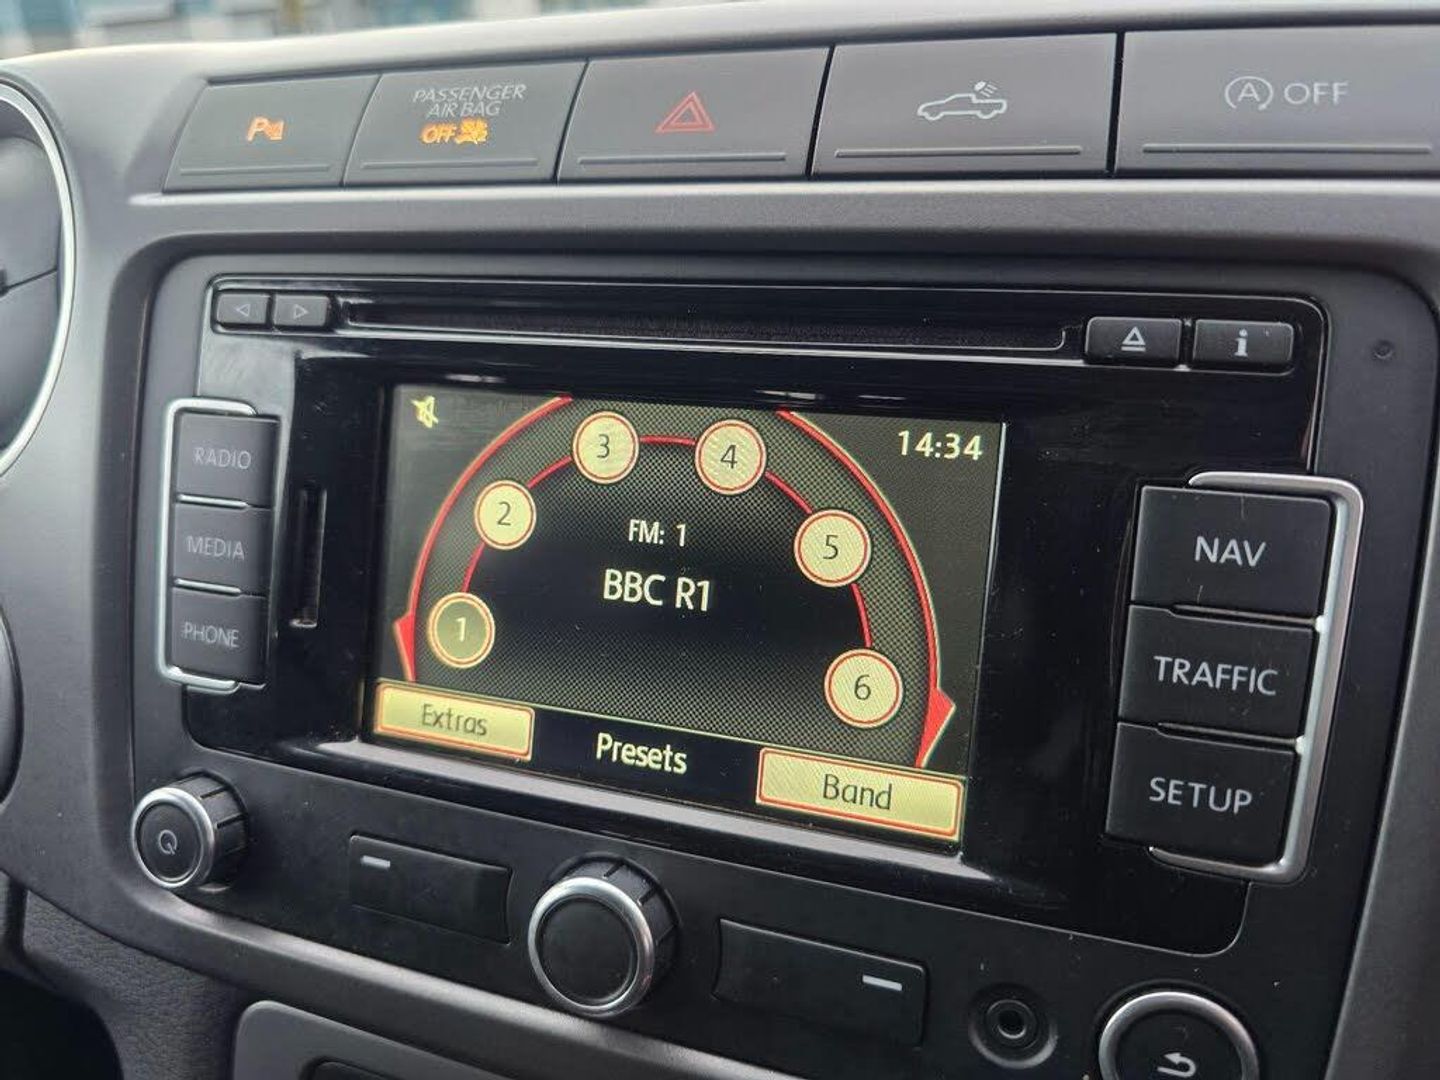 P
PASSENGER
AIR BAG
OFF
A OFF
i
RADIO
MEDIA
PHONE
14:34
1
2
3
4
5
6
FM: 1
BBC R1
Extras
Presets
Band
NAV
TRAFFIC
SETUP